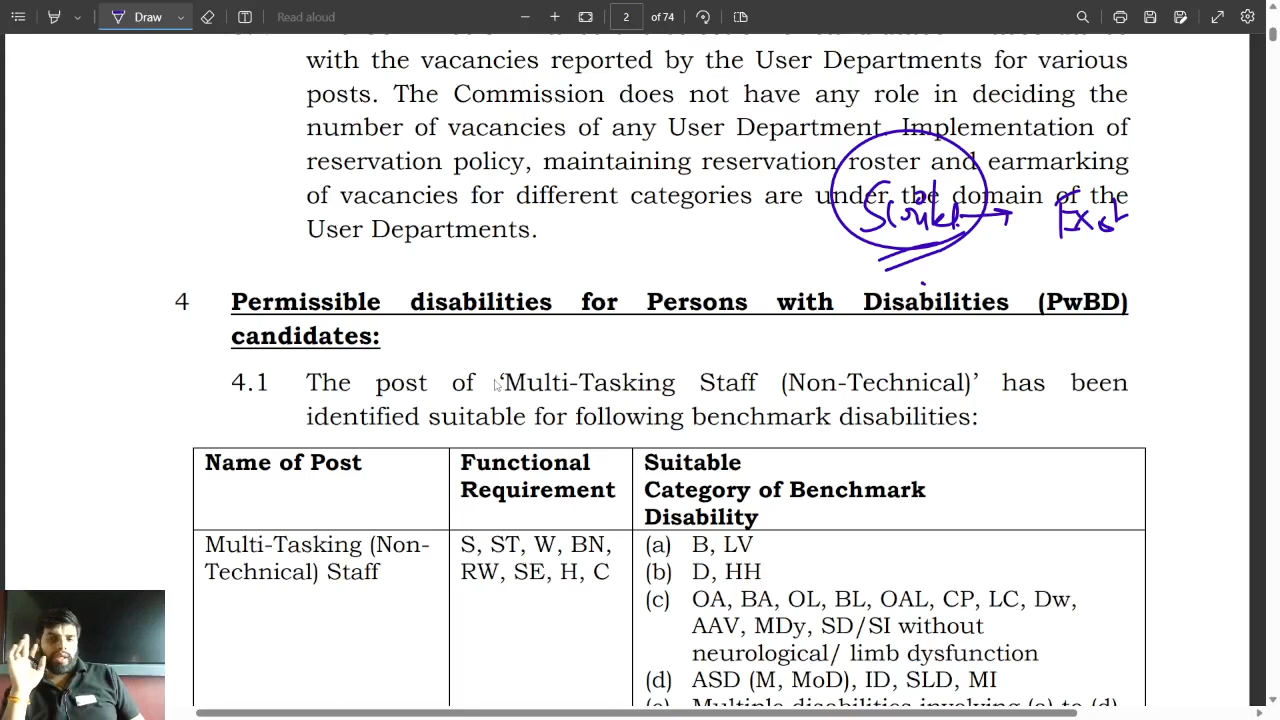 Draw
Read aloud
2
of 74
with the vacancies reported by the User Departments for various
posts. The Commission does not have any role in deciding the
number of vacancies of any User Department. Implementation of
reservation policy, maintaining reservation roster and earmarking
of vacancies for different categories are under the domain of the
User Departments.
4 Permissible disabilities for Persons with Disabilities (PwBD)
candidates:
4.1 The post of ‘Multi-Tasking Staff (Non-Technical)’ has been
identified suitable for following benchmark disabilities:
Name of Post
Functional
Requirement
Suitable
Category of Benchmark
Disability
Multi-Tasking (Non-
Technical) Staff
S, ST, W, BN,
RW, SE, H, C
(a) B, LV
(b) D, HH
(c) OA, BA, OL, BL, OAL, CP, LC, Dw,
AAV, MDy, SD/SI without
neurological/ limb dysfunction
(d) ASD (M, MoD), ID, SLD, MI
(e) Multiple disabilities involving (a) to (d)